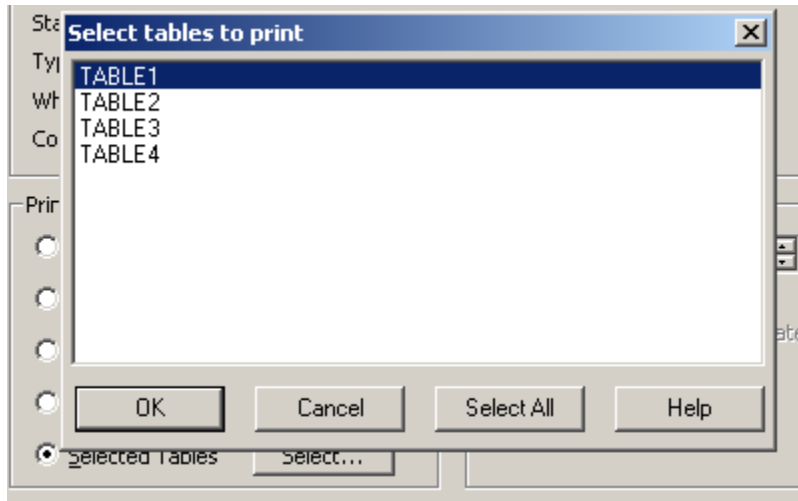 Select tables to print
TABLE1
TABLE2
TABLE3
TABLE4
OK Cancel Select All Help
Selected Tables Select...